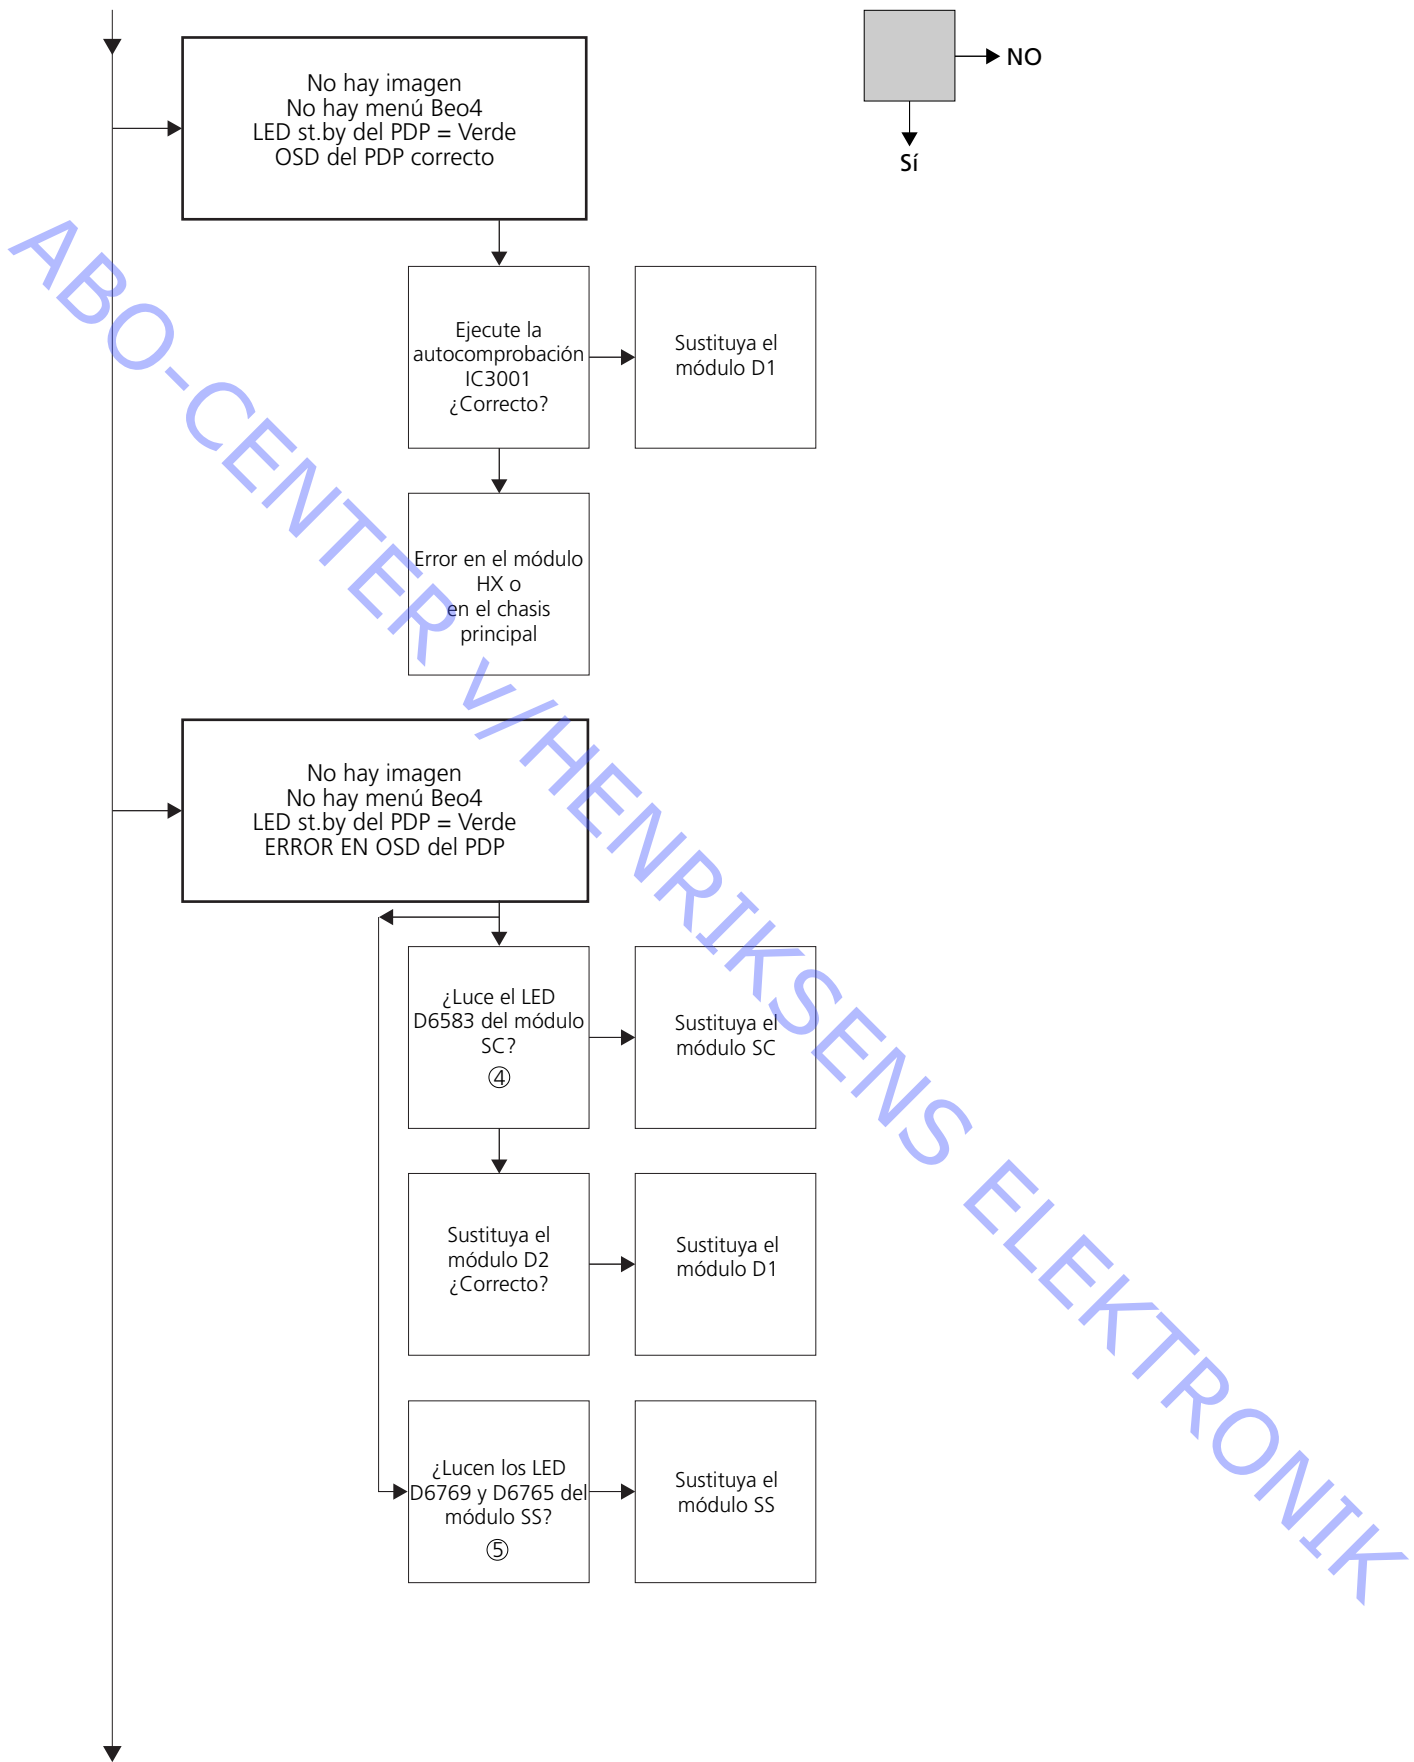 NO
Sí
No hay imagen
No hay menú Beo4
LED st.by del PDP = Verde
OSD del PDP correcto
Ejecute la
autocomprobación
IC3001
¿Correcto?
Sustituya el
módulo D1
Error en el módulo
HX o
en el chasis
principal
No hay imagen
No hay menú Beo4
LED st.by del PDP = Verde
ERROR EN OSD del PDP
¿Luce el LED
D6583 del módulo
SC?
④
Sustituya el
módulo SC
Sustituya el
módulo D2
¿Correcto?
Sustituya el
módulo D1
¿Lucen los LED
D6769 y D6765 del
módulo SS?
⑤
Sustituya el
módulo SS
ABO-CENTER v/HENRIKSENS ELEKTRONIK